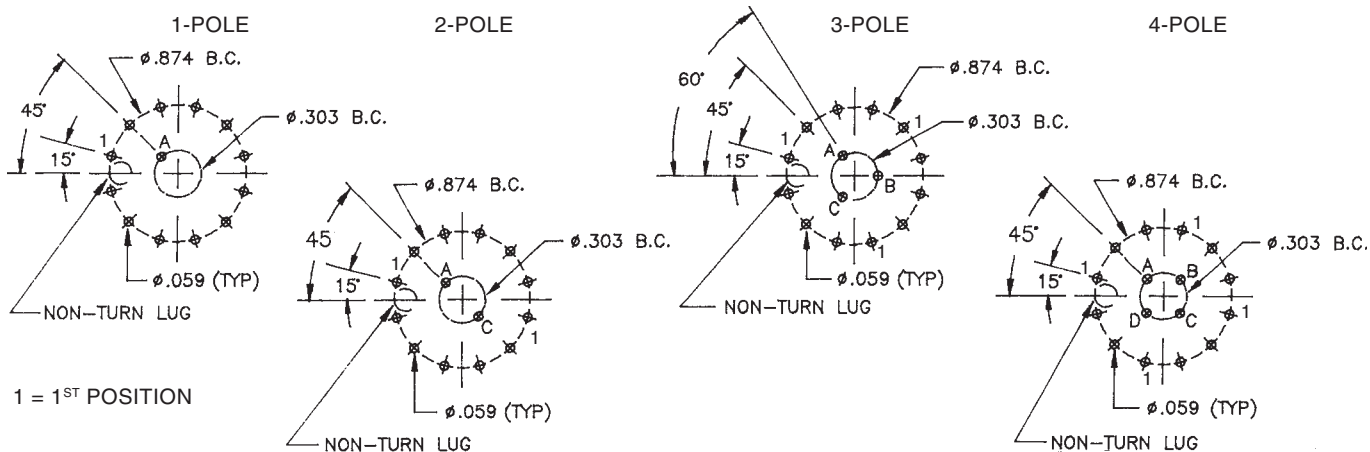 1-POLE
ø.874 B.C.
45°
ø.303 B.C.
A
1
15°
ø.059 (TYP)
NON-TURN LUG
1 = 1ST POSITION
2-POLE
ø.874 B.C.
45
ø.303 B.C.
A
1
15°
C
1
ø.059 (TYP)
NON-TURN LUG
3-POLE
60°
ø.874 B.C.
45°
1
ø.303 B.C.
A
1
15°
B
C
1
ø.059 (TYP)
NON-TURN LUG
4-POLE
ø.874 B.C.
1
45°
ø.303 B.C.
A
B
1
15°
D
C
1
1
ø.059 (TYP)
NON-TURN LUG